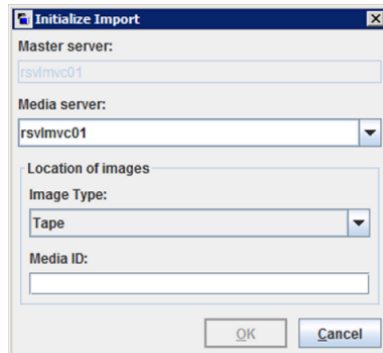 Initialize Import
Master server:
rsvlmvc01
Media server:
rsvlmvc01
Location of images
Image Type:
Tape
Media ID:
OK
Cancel